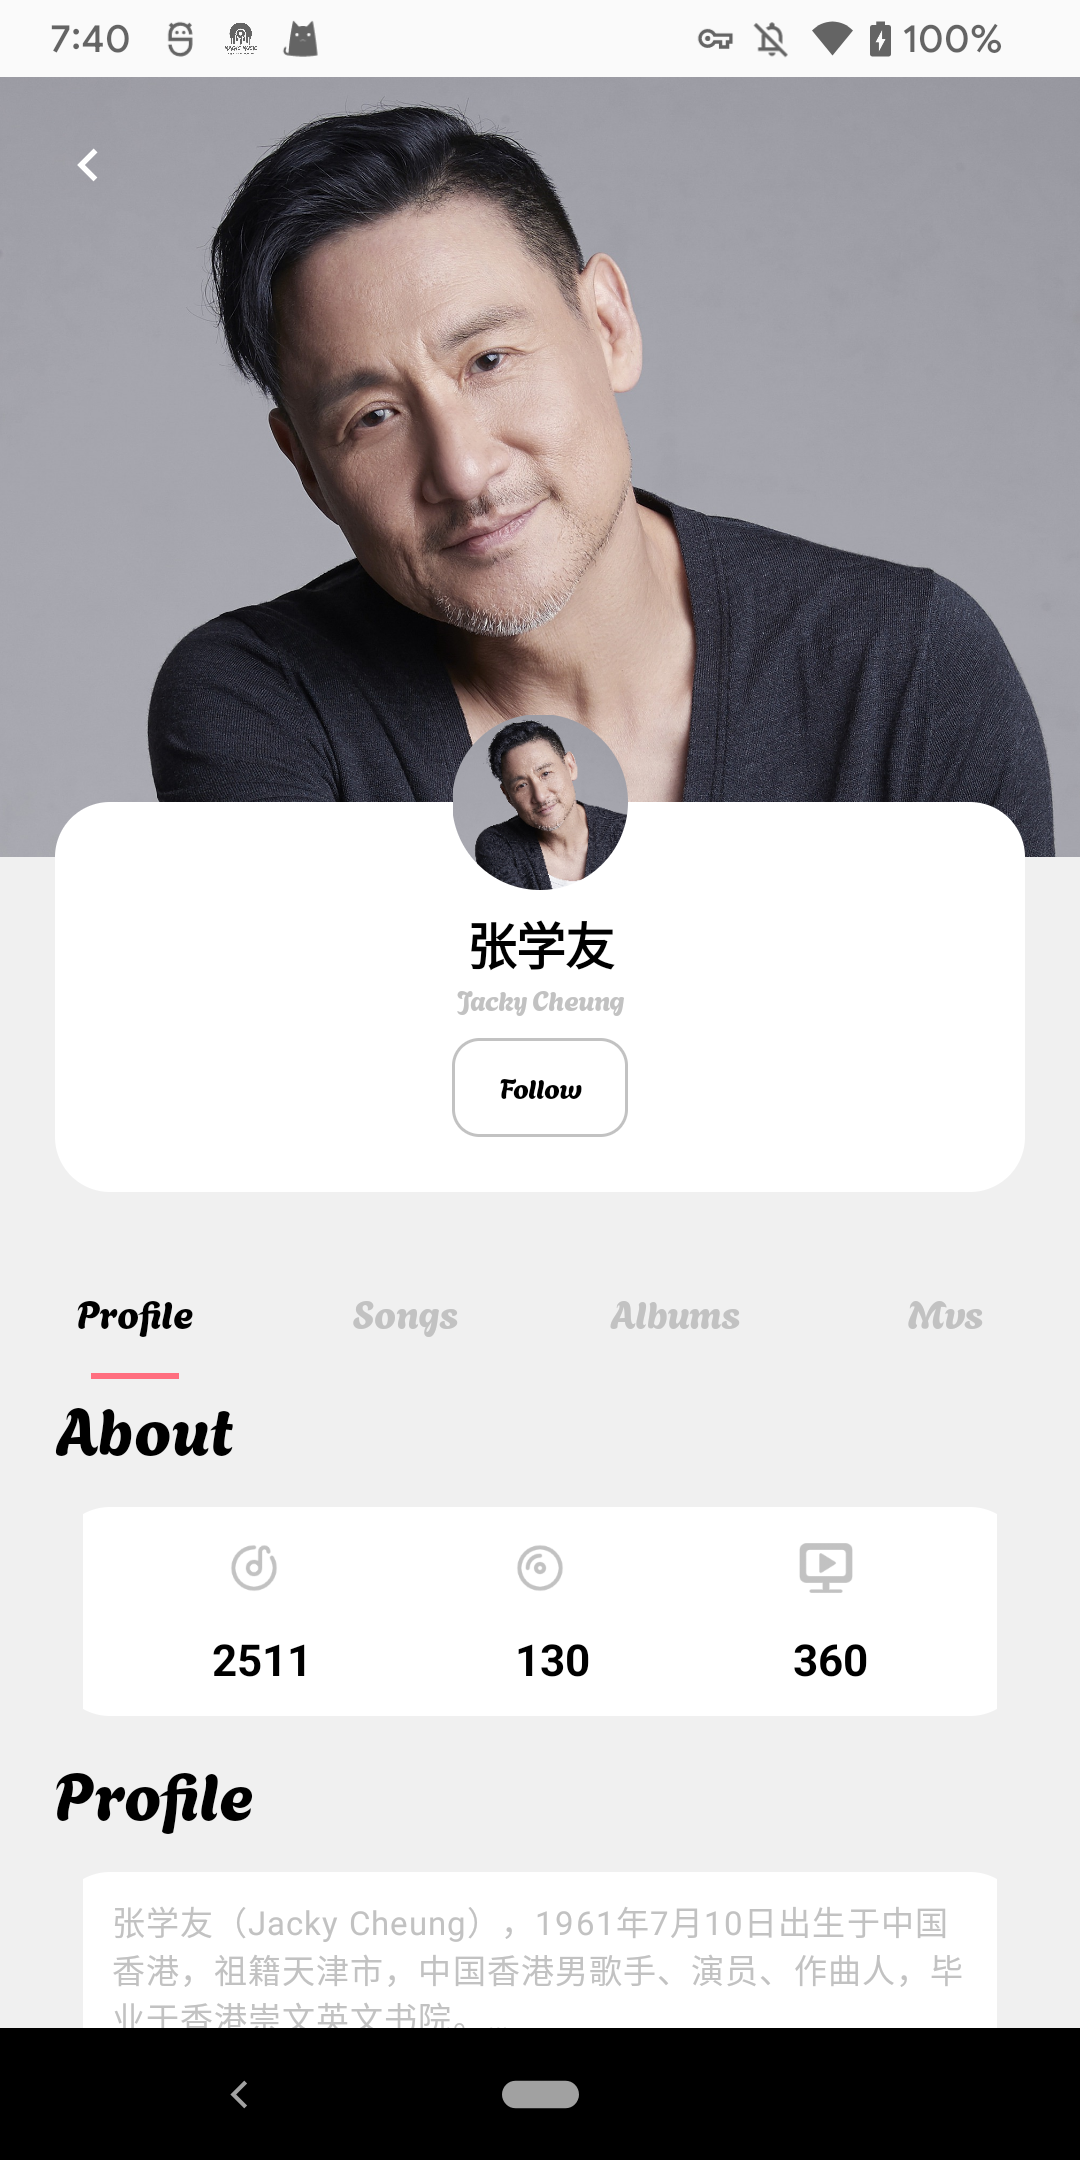 7:40
100%
张学友
Jacky Cheung
Follow
Profile Songs Albums Mvs
About
2511 130 360
Profile
张学友（Jacky Cheung），1961年7月10日出生于中国
香港，祖籍天津市，中国香港男歌手、演员、作曲人，毕
业于香港崇文英文书院。